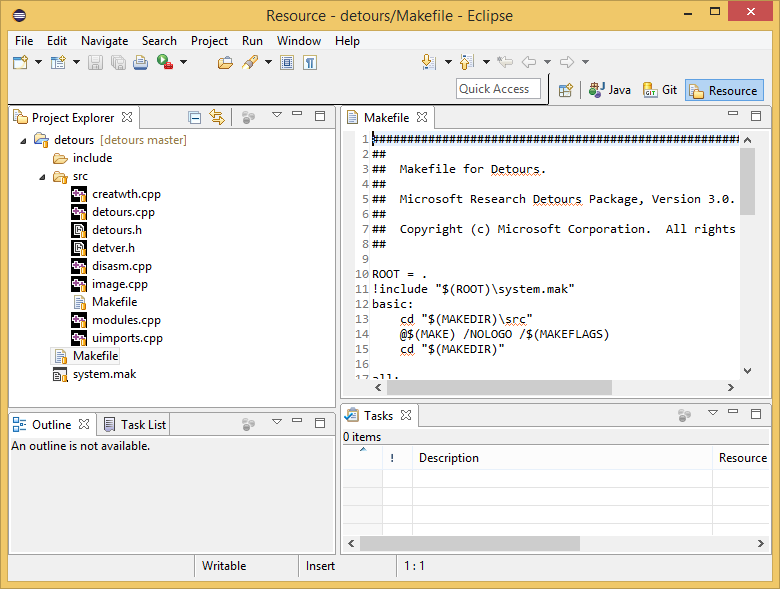 Resource - detours/Makefile - Eclipse
File Edit Navigate Search Project Run Window Help
Quick Access Java Git Resource
Project Explorer
detours [detours master]
include
src
creatwth.cpp
detours.cpp
detours.h
detver.h
disasm.cpp
image.cpp
Makefile
modules.cpp
uimports.cpp
Makefile
system.mak
Makefile
1 ####################################################
2 ##
3 ##  Makefile for Detours.
4 ##
5 ##  Microsoft Research Detours Package, Version 3.0.
6 ##
7 ##  Copyright (c) Microsoft Corporation.  All rights
8 ##
9
10 ROOT = .
11 !include "$(ROOT)\system.mak"
12 basic:
13     cd "$(MAKEDIR)\src"
14     @$(MAKE) /NOLOGO /$(MAKEFLAGS)
15     cd "$(MAKEDIR)"
16
17 all:
Outline Task List
An outline is not available.
Tasks
0 items
! Description Resource
Writable Insert 1 : 1